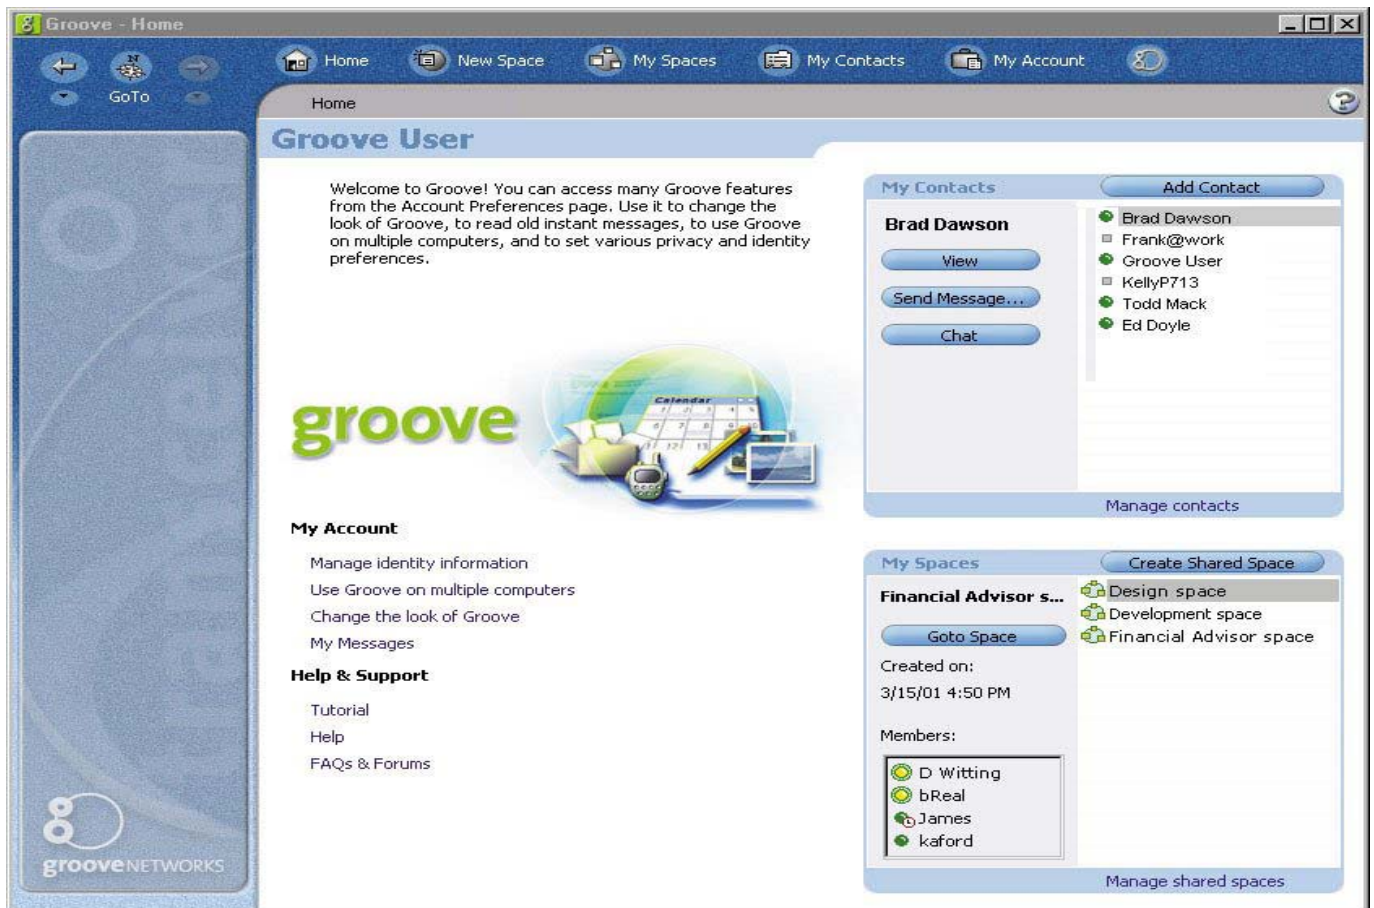 Groove - Home
Home
New Space
My Spaces
My Contacts
My Account
GoTo
Home
Groove User
Welcome to Groove! You can access many Groove features
from the Account Preferences page. Use it to change the
look of Groove, to read old instant messages, to use Groove
on multiple computers, and to set various privacy and identity
preferences.
groove
Calendar
My Account
Manage identity information
Use Groove on multiple computers
Change the look of Groove
My Messages
Help & Support
Tutorial
Help
FAQs & Forums
My Contacts
Add Contact
Brad Dawson
View
Send Message...
Chat
Brad Dawson
Frank@work
Groove User
KellyP713
Todd Mack
Ed Doyle
Manage contacts
My Spaces
Create Shared Space
Financial Advisor s...
Goto Space
Created on:
3/15/01 4:50 PM
Members:
D Witting
bReal
James
kaford
Design space
Development space
Financial Advisor space
Manage shared spaces
grooveNETWORKS